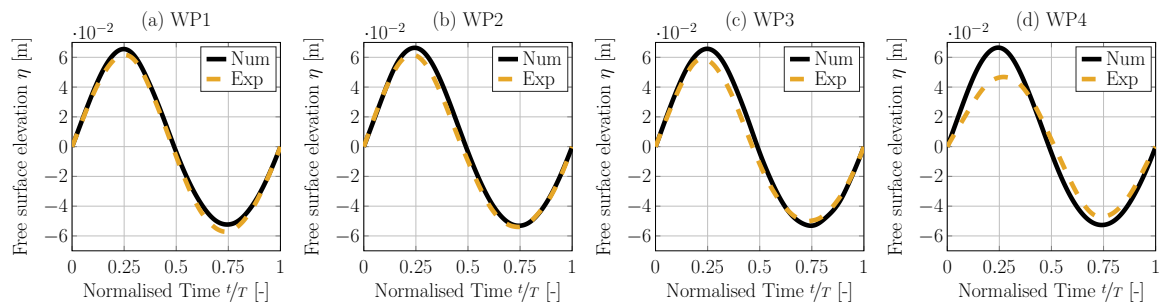 (a) WP1
·10⁻²
Free surface elevation η [m]
6
4
2
0
−2
−4
−6
Num
Exp
0
0.25
0.5
0.75
1
Normalised Time t/T [-]
(b) WP2
·10⁻²
Free surface elevation η [m]
6
4
2
0
−2
−4
−6
Num
Exp
0
0.25
0.5
0.75
1
Normalised Time t/T [-]
(c) WP3
·10⁻²
Free surface elevation η [m]
6
4
2
0
−2
−4
−6
Num
Exp
0
0.25
0.5
0.75
1
Normalised Time t/T [-]
(d) WP4
·10⁻²
Free surface elevation η [m]
6
4
2
0
−2
−4
−6
Num
Exp
0
0.25
0.5
0.75
1
Normalised Time t/T [-]